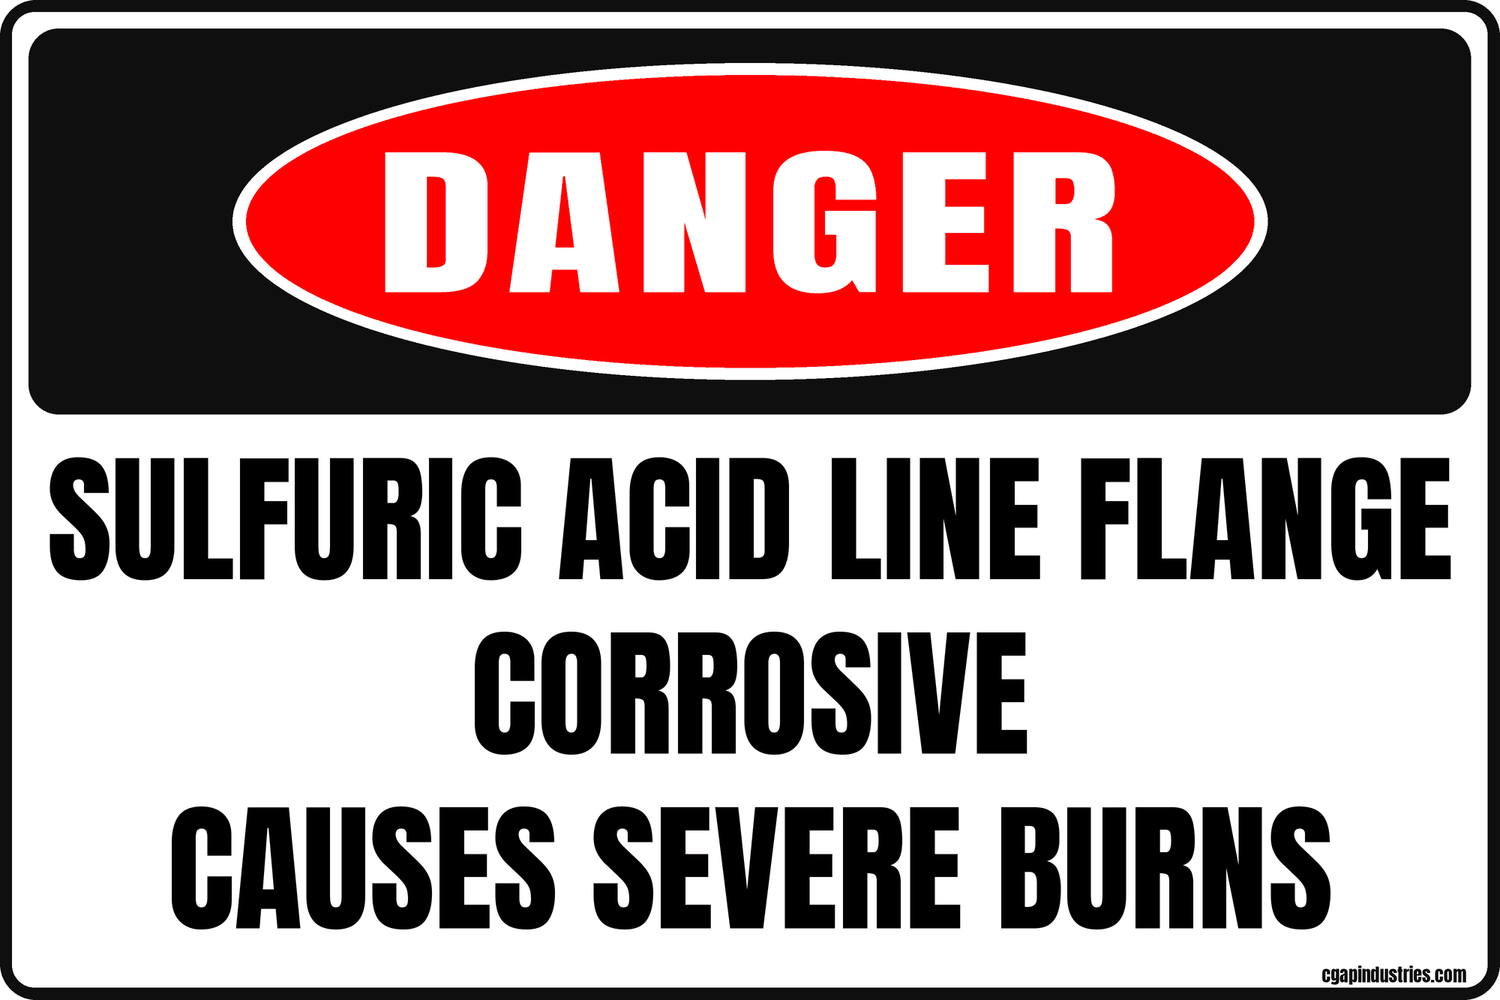 DANGER
SULFURIC ACID LINE FLANGE
CORROSIVE
CAUSES SEVERE BURNS
cgapindustries.com